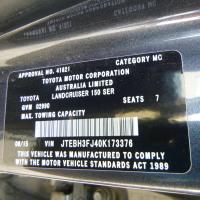 CATEGORY MC
APPROVAL NO. 41621
TOYOTA MOTOR CORPORATION
AUSTRALIA LIMITED
TOYOTA LANDCRUISER 150 SER SEATS 7
GVM 02990
MAX. TOWING CAPACITY
08/15 VIN JTEBH3FJ40K173376
THIS VEHICLE WAS MANUFACTURED TO COMPLY
WITH THE MOTOR VEHICLE STANDARDS ACT 1989